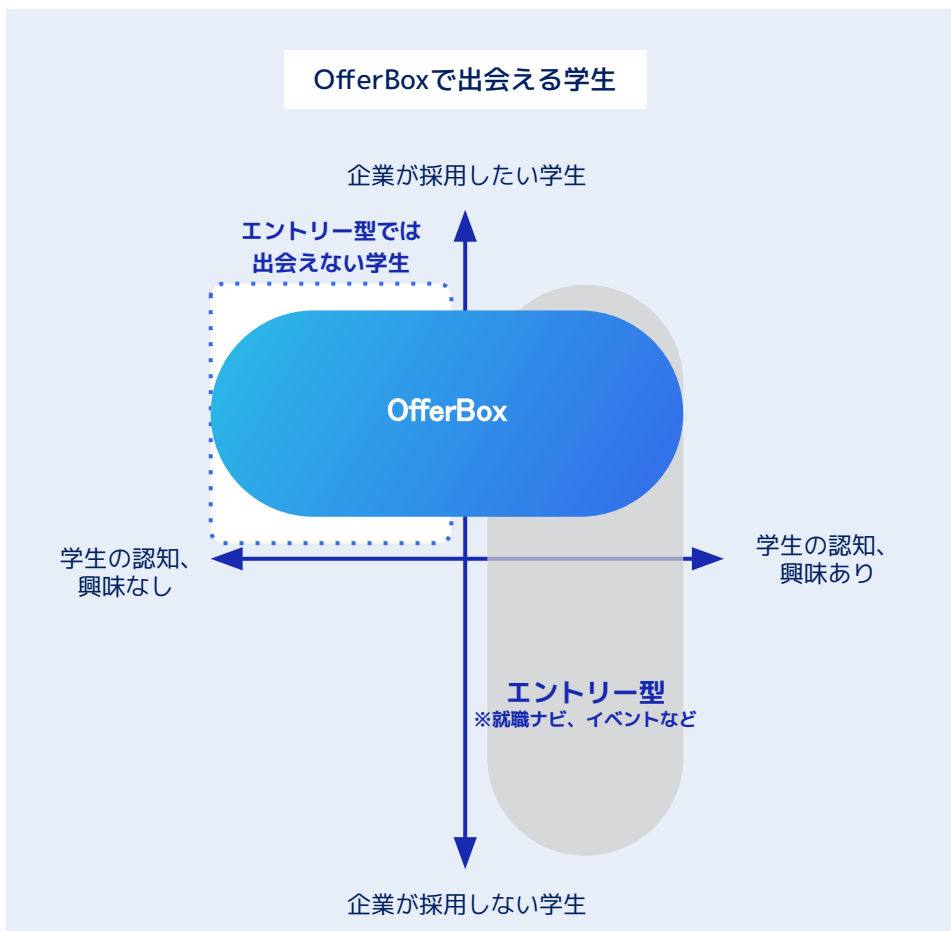 OfferBoxで出会える学生
企業が採用したい学生
エントリー型では
出会えない学生
OfferBox
学生の認知、
興味なし
学生の認知、
興味あり
エントリー型
※就職ナビ、イベントなど
企業が採用しない学生